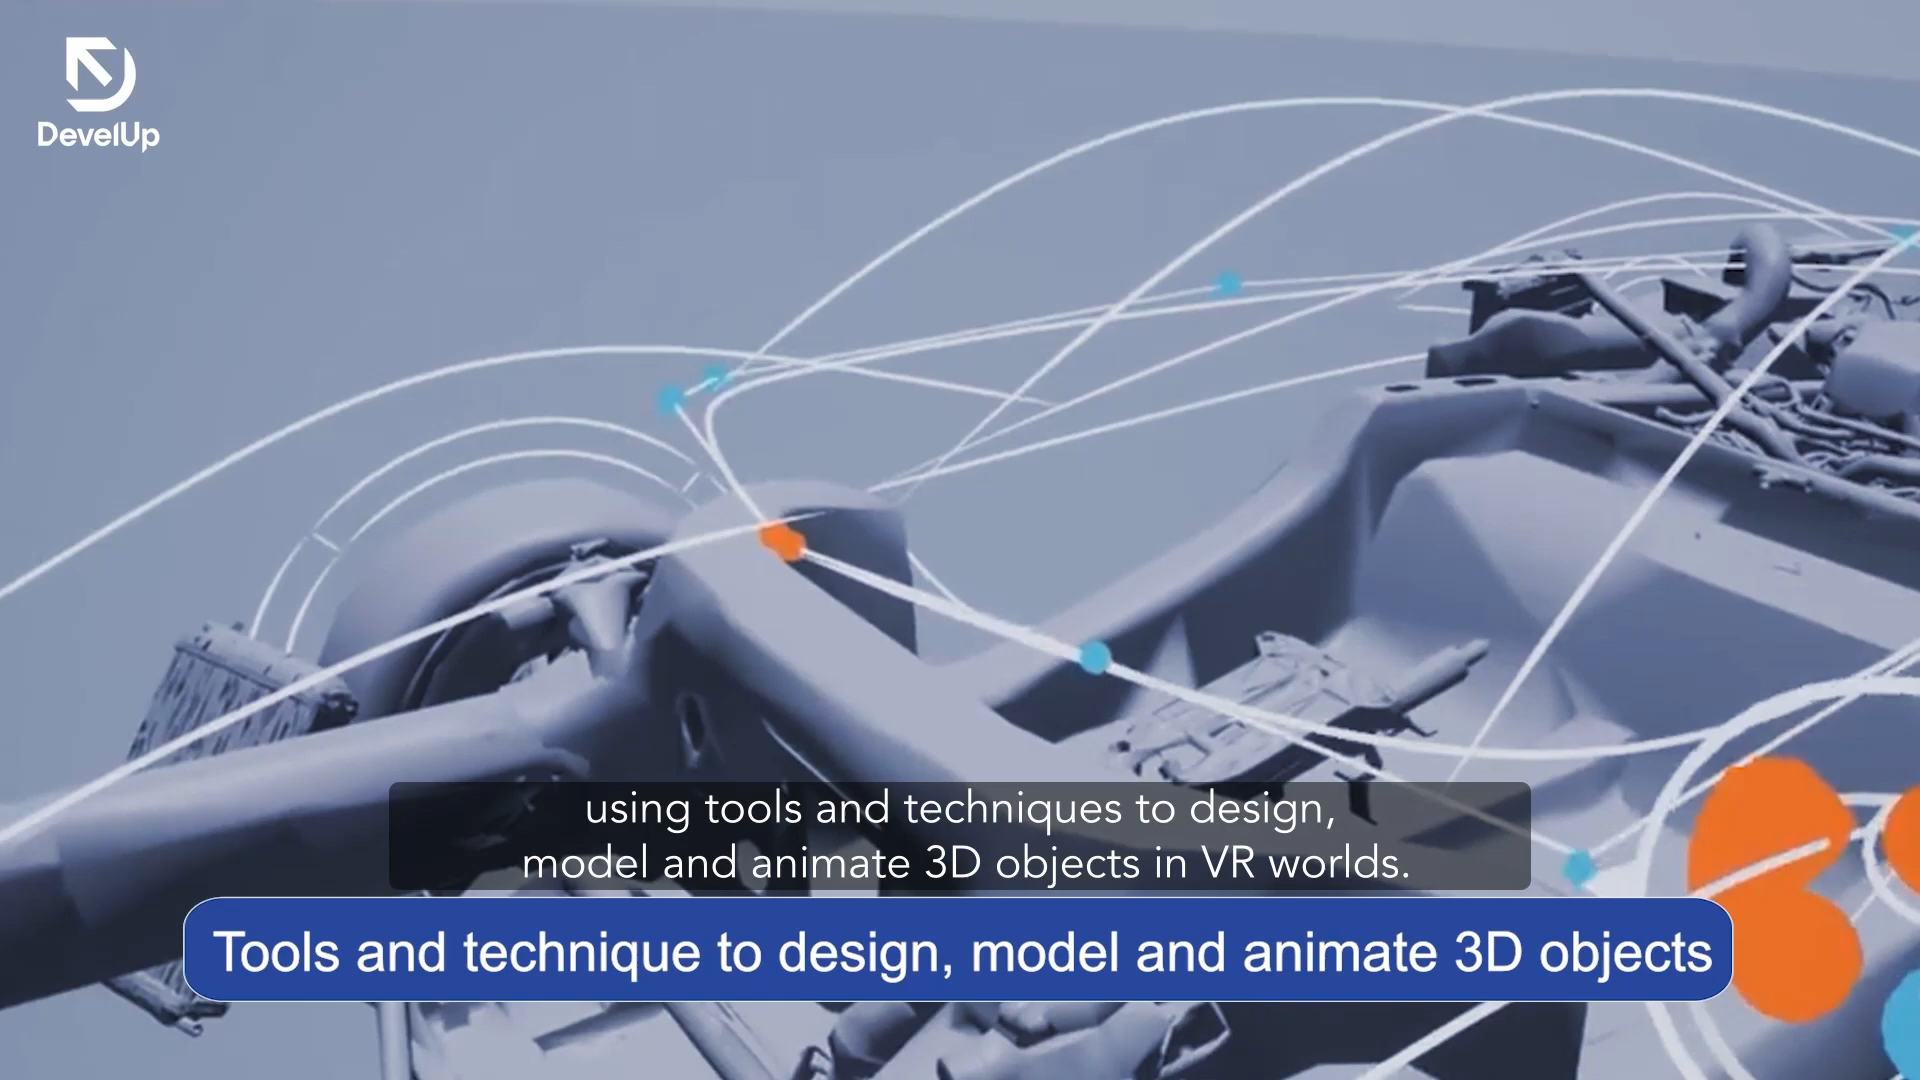 DevelUp
using tools and techniques to design,
model and animate 3D objects in VR worlds.
Tools and technique to design, model and animate 3D objects